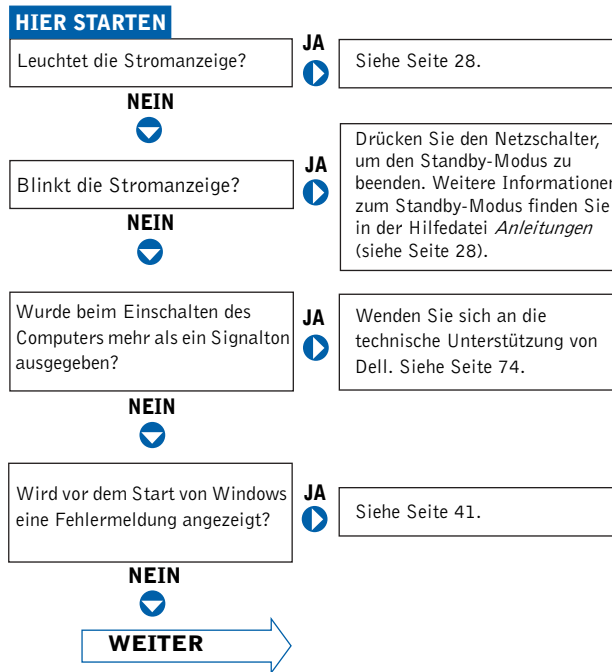 HIER STARTEN
Leuchtet die Stromanzeige?
JA
Siehe Seite 28.
NEIN
Blinkt die Stromanzeige?
JA
Drücken Sie den Netzschalter,
um den Standby-Modus zu
beenden. Weitere Informationen
zum Standby-Modus finden Sie
in der Hilfedatei Anleitungen
(siehe Seite 28).
NEIN
Wurde beim Einschalten des
Computers mehr als ein Signalton
ausgegeben?
JA
Wenden Sie sich an die
technische Unterstützung von
Dell. Siehe Seite 74.
NEIN
Wird vor dem Start von Windows
eine Fehlermeldung angezeigt?
JA
Siehe Seite 41.
NEIN
WEITER